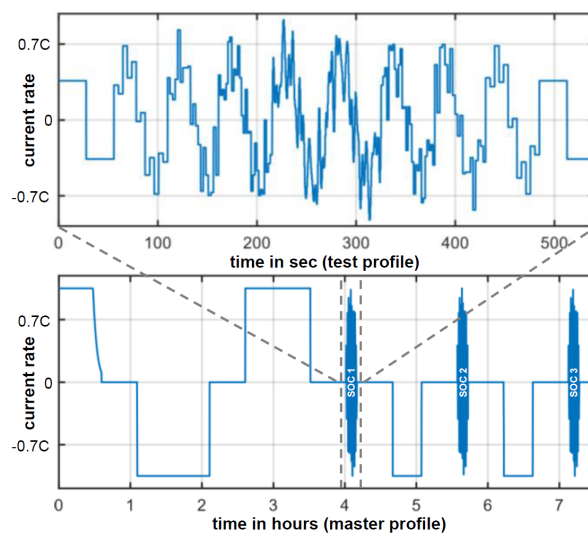 0.7C
0
-0.7C
current rate
0 100 200 300 400 500
time in sec (test profile)
0.7C
0
-0.7C
current rate
SOC 1 SOC 2 SOC 3
0 1 2 3 4 5 6 7
time in hours (master profile)